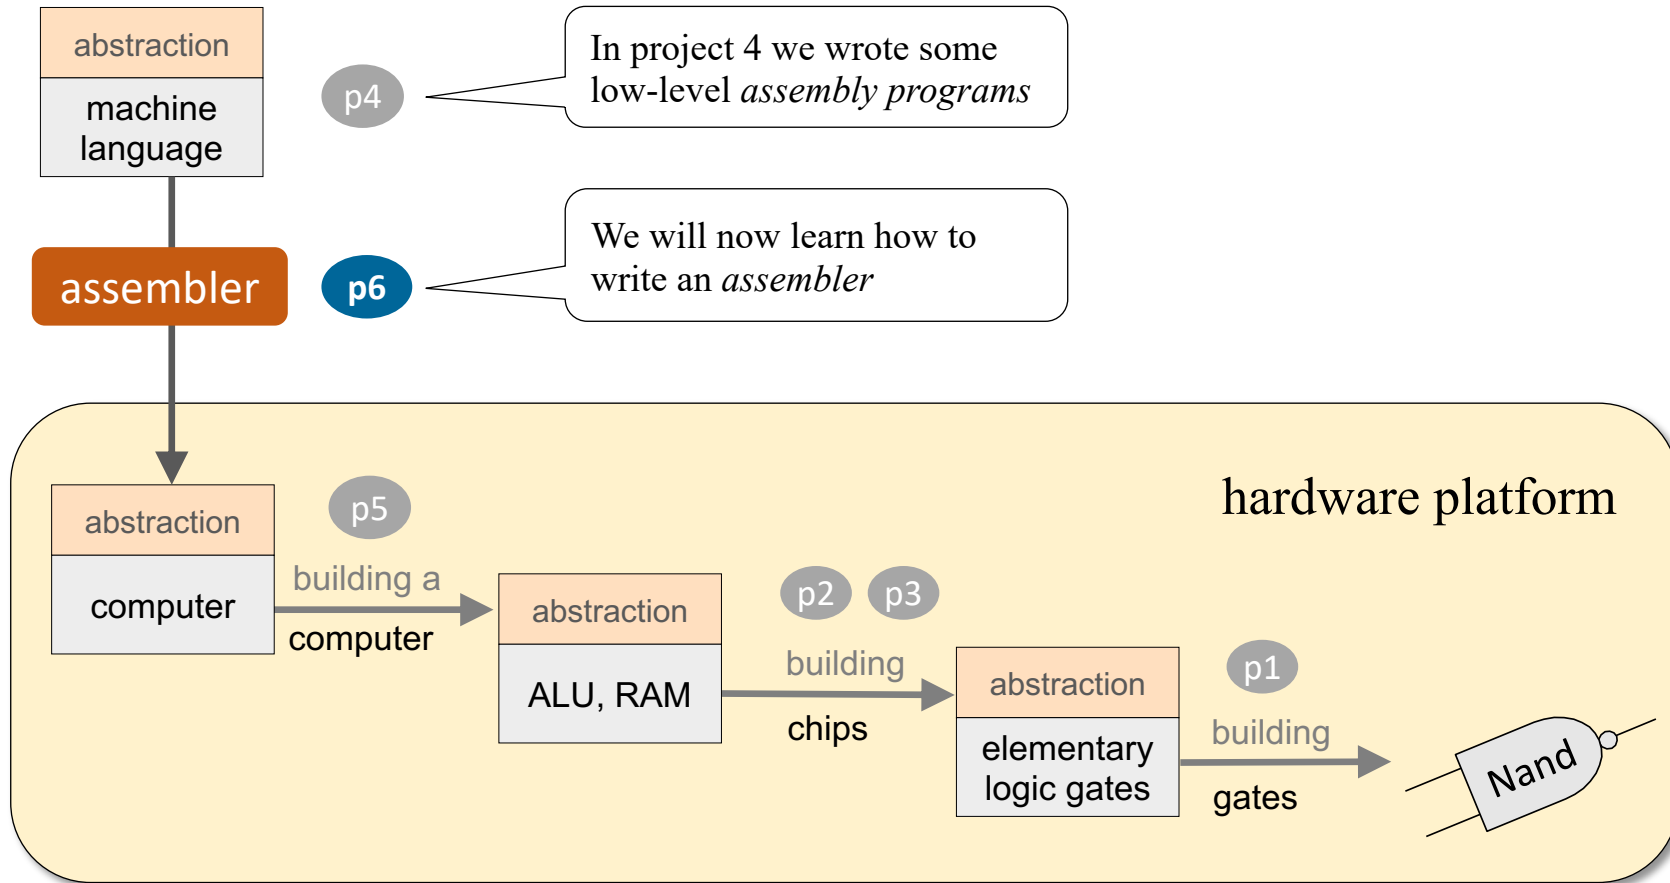 abstraction
machine
language
p4
In project 4 we wrote some
low-level assembly programs
assembler
p6
We will now learn how to
write an assembler
hardware platform
abstraction
computer
p5
building a
computer
abstraction
ALU, RAM
p2 p3
building
chips
abstraction
elementary
logic gates
p1
building
gates
Nand